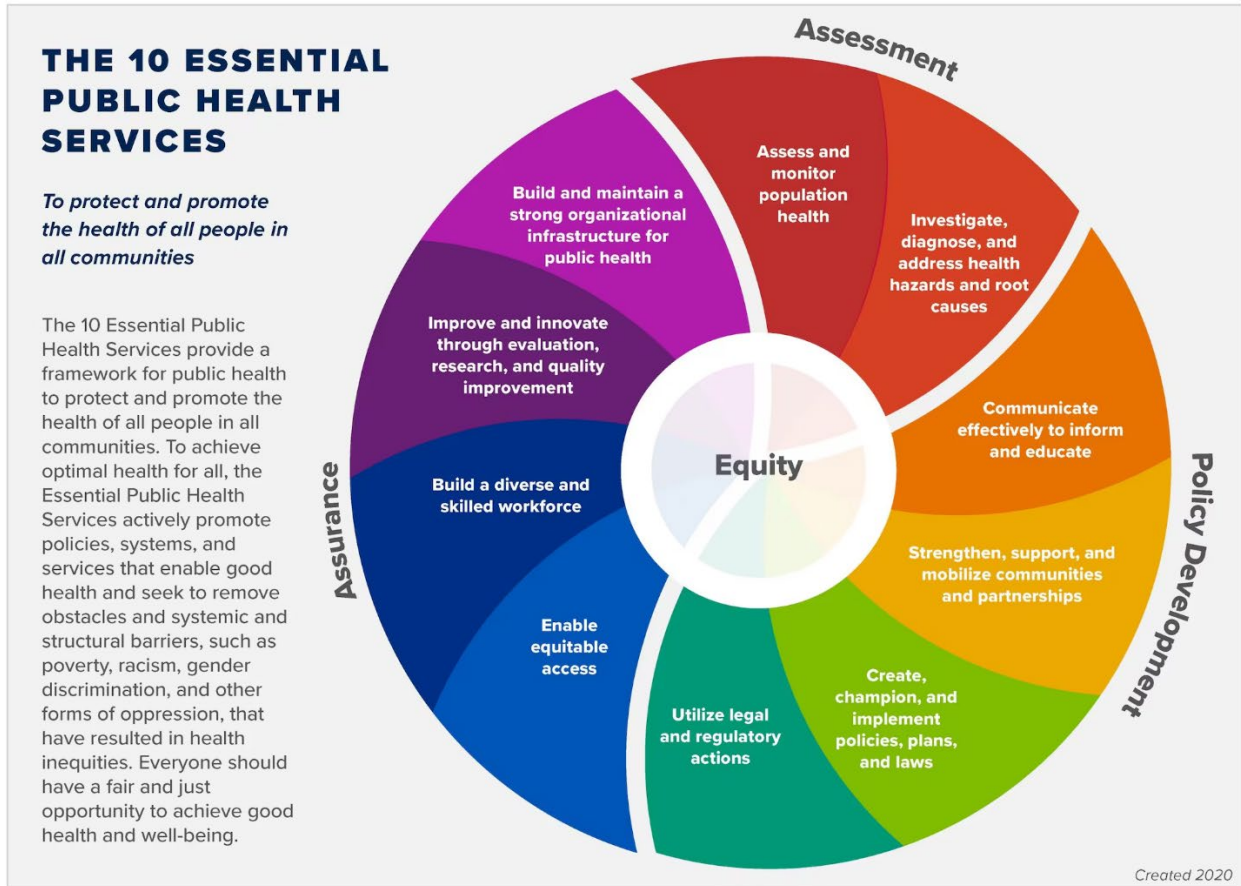 THE 10 ESSENTIAL
PUBLIC HEALTH
SERVICES
To protect and promote
the health of all people in
all communities
The 10 Essential Public
Health Services provide a
framework for public health
to protect and promote the
health of all people in all
communities. To achieve
optimal health for all, the
Essential Public Health
Services actively promote
policies, systems, and
services that enable good
health and seek to remove
obstacles and systemic and
structural barriers, such as
poverty, racism, gender
discrimination, and other
forms of oppression, that
have resulted in health
inequities. Everyone should
have a fair and just
opportunity to achieve good
health and well-being.
Assessment
Assess and
monitor
population
health
Investigate,
diagnose, and
address health
hazards and root
causes
Policy Development
Communicate
effectively to inform
and educate
Strengthen, support, and
mobilize communities
and partnerships
Create,
champion, and
implement
policies, plans,
and laws
Utilize legal
and regulatory
actions
Assurance
Enable
equitable
access
Build a diverse and
skilled workforce
Improve and innovate
through evaluation,
research, and quality
improvement
Build and maintain a
strong organizational
infrastructure for
public health
Equity
Created 2020